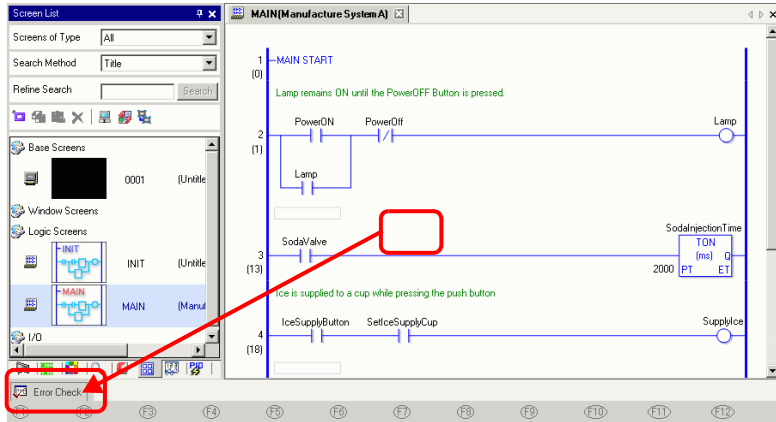 Screen List
MAIN(Manufacture SystemA)
Screens of Type All
Search Method Title
Refine Search Search
Base Screens
0001 (Untitle
Window Screens
Logic Screens
INIT
INIT (Untitle
MAIN
MAIN (Manul
I/O
Error Check
1 MAIN START
(0)
Lamp remains ON until the PowerOFF Button is pressed.
PowerON PowerOff Lamp
2
(1)
Lamp
SodaInjectionTime
SodaValve TON
3 (ms) Q
(13) 2000 PT ET
Ice is supplied to a cup while pressing the push button
IceSupplyButton SetIceSupplyCup SupplyIce
4
(18)
(F1) (F2) (F3) (F4) (F5) (F6) (F7) (F8) (F9) (F10) (F11) (F12)